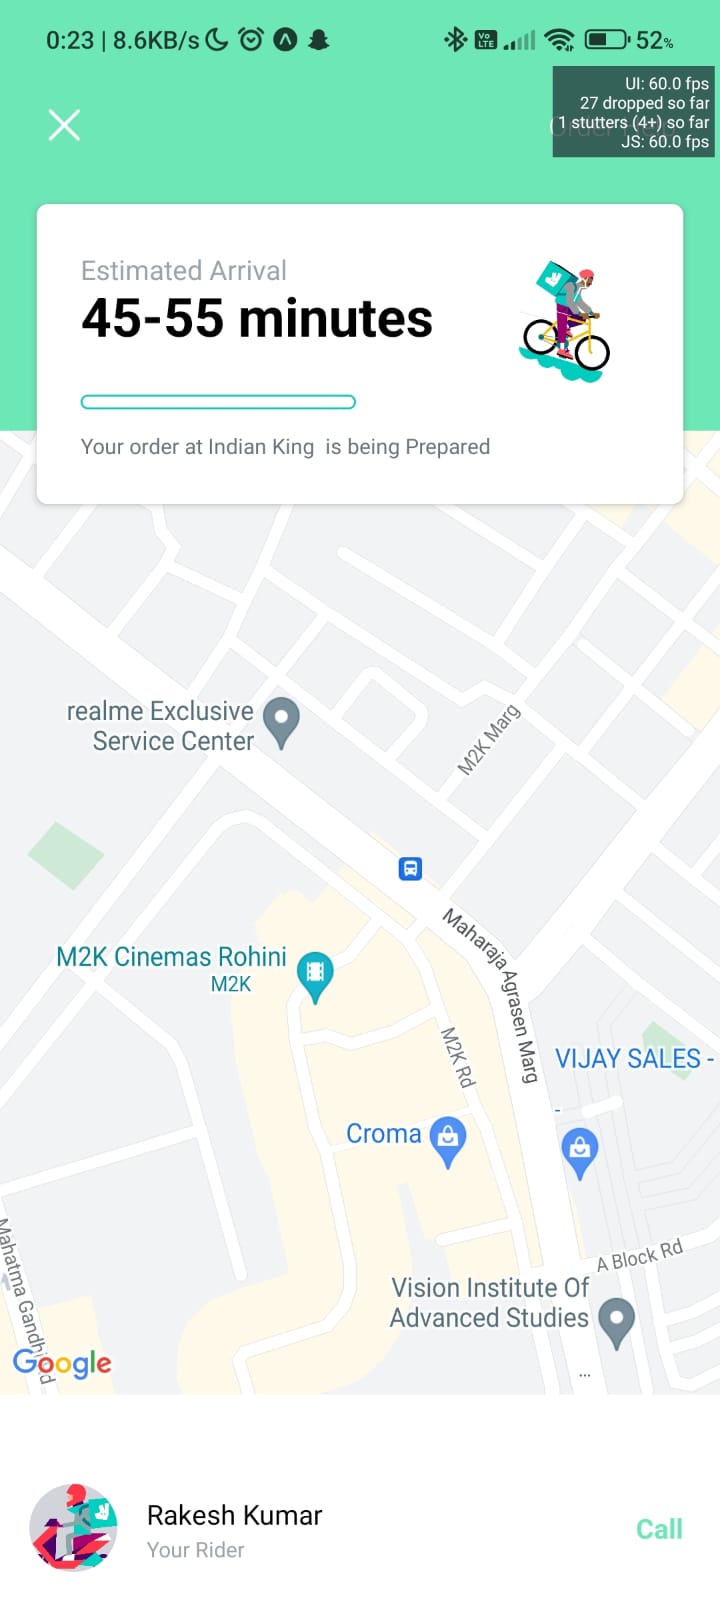 0:23 | 8.6KB/s
Vo
LTE
52%
UI: 60.0 fps
27 dropped so far
1 stutters (4+) so far
JS: 60.0 fps
Estimated Arrival
45-55 minutes
Your order at Indian King  is being Prepared
realme Exclusive
Service Center
M2K Marg
Maharaja Agrasen Marg
M2K Cinemas Rohini
M2K
M2K Rd
VIJAY SALES -
-
Croma
A Block Rd
Mahatma Gandhi Rd
Vision Institute Of
Advanced Studies
...
Google
Rakesh Kumar
Your Rider
Call